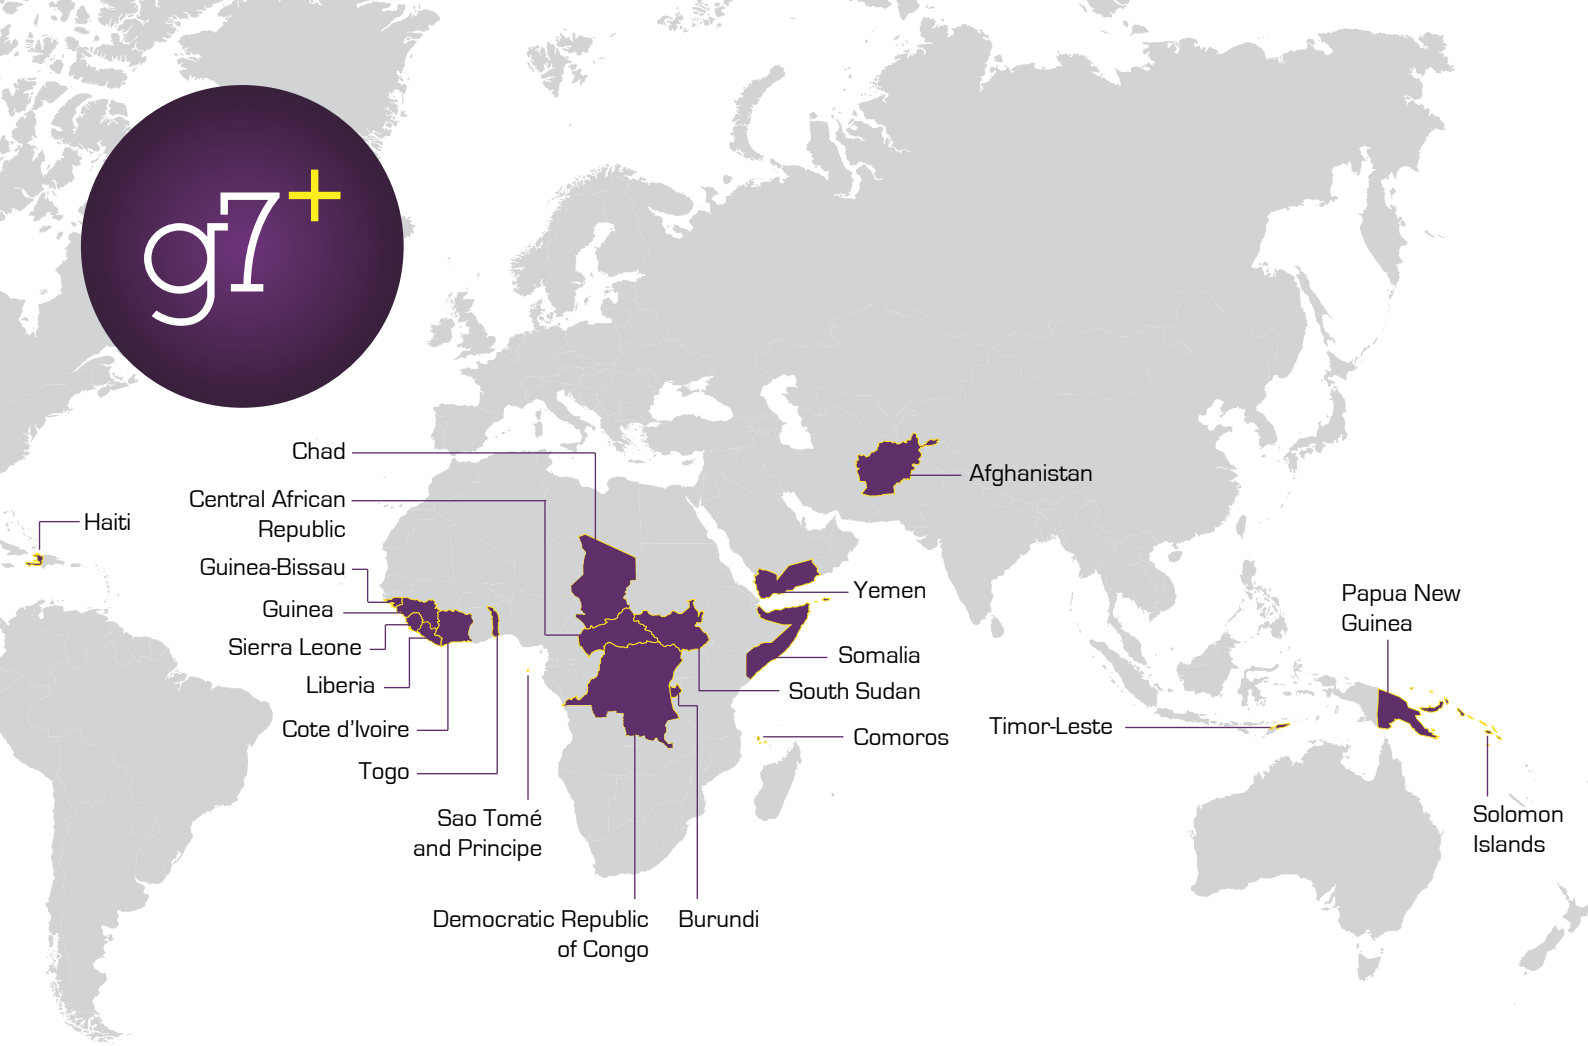 g7+
Chad
Central African
Republic
Haiti
Guinea-Bissau
Guinea
Sierra Leone
Liberia
Cote d'Ivoire
Togo
Sao Tomé
and Principe
Democratic Republic
of Congo
Burundi
Afghanistan
Yemen
Somalia
South Sudan
Comoros
Timor-Leste
Papua New
Guinea
Solomon
Islands